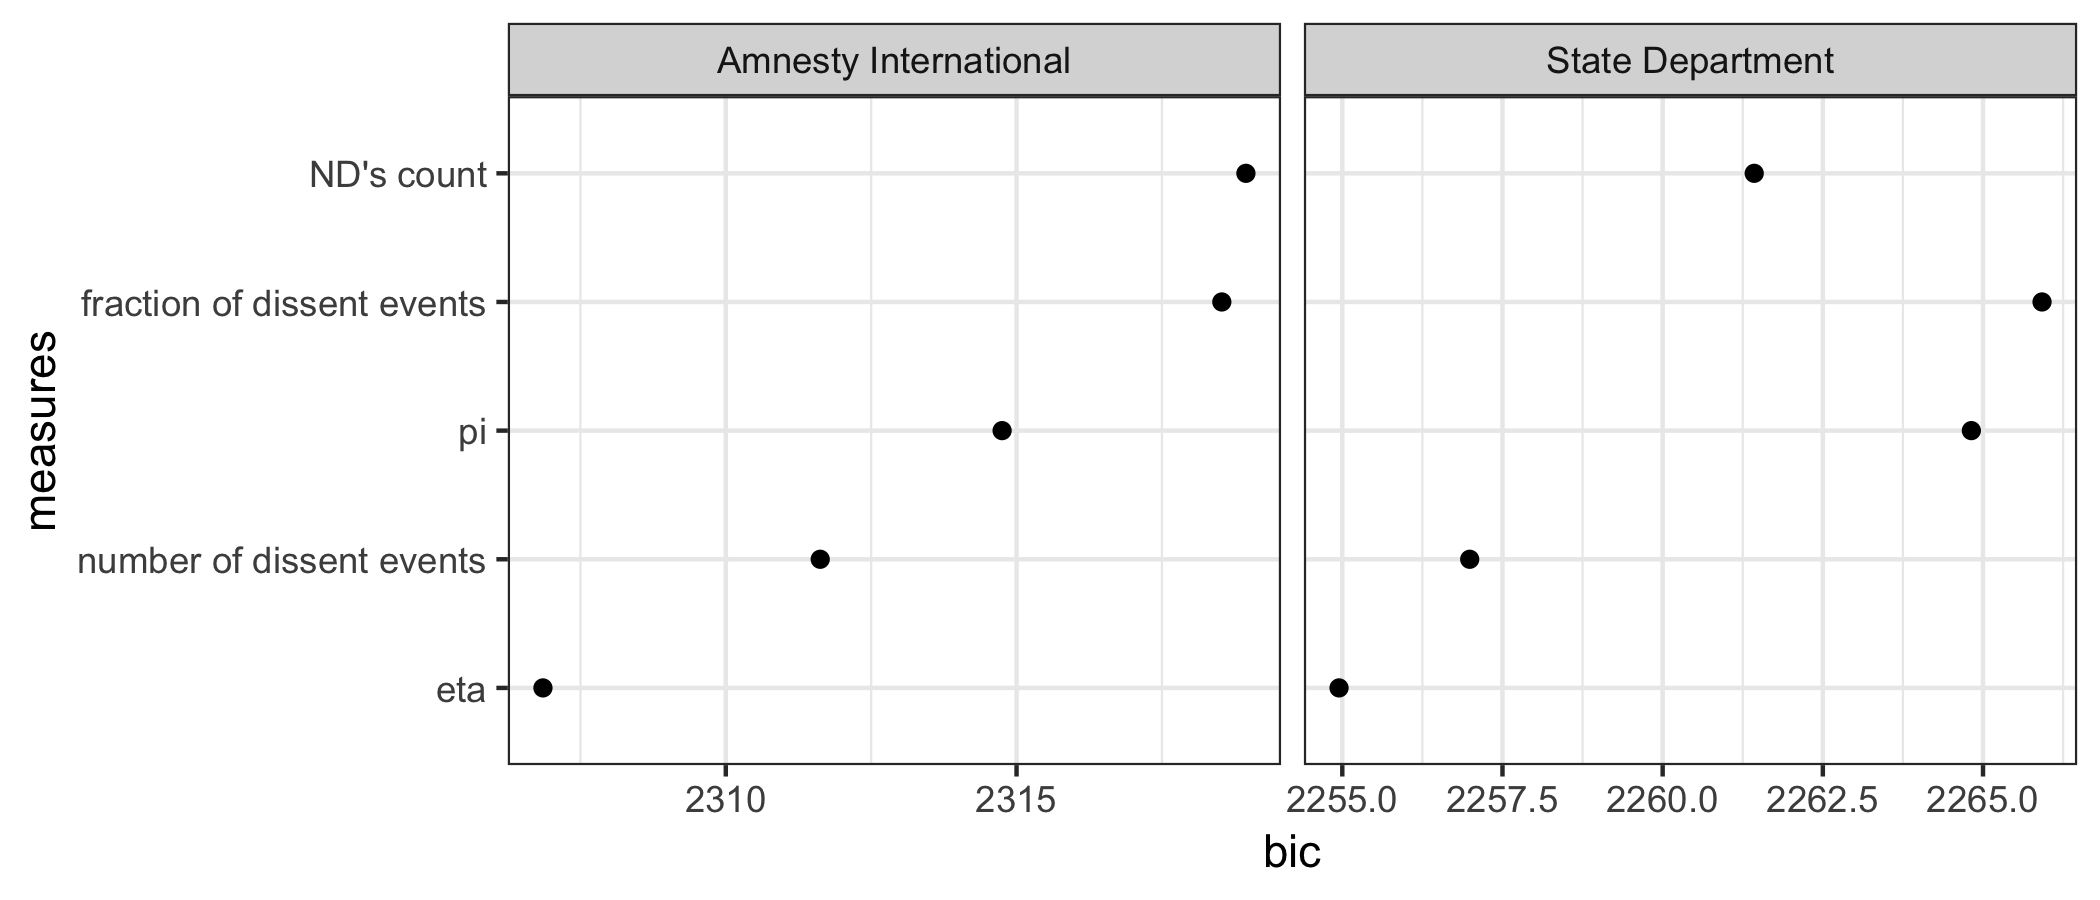 Amnesty International
State Department
measures
ND's count
fraction of dissent events
pi
number of dissent events
eta
2310
2315
2255.0
2257.5
2260.0
2262.5
2265.0
bic